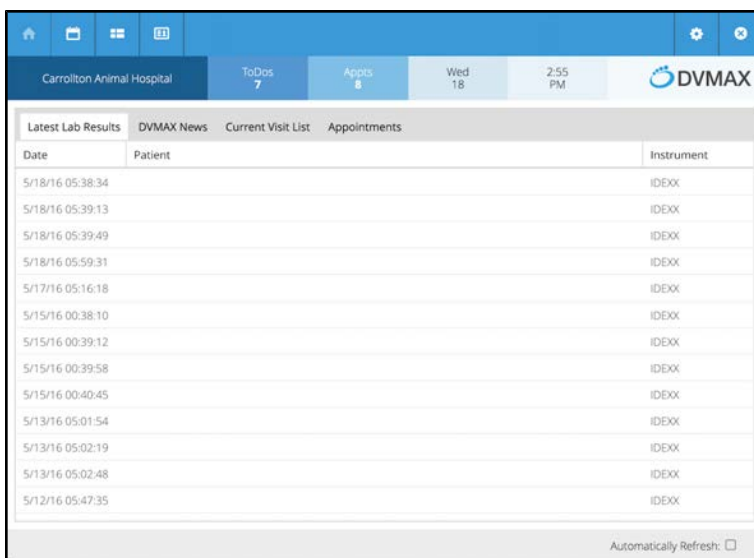 Carrollton Animal Hospital ToDos 7 Appts 8 Wed 18 2:55 PM DVMAX
Latest Lab Results DVMAX News Current Visit List Appointments
Date Patient Instrument
5/18/16 05:38:34 IDEXX
5/18/16 05:39:13 IDEXX
5/18/16 05:39:49 IDEXX
5/18/16 05:59:31 IDEXX
5/17/16 05:16:18 IDEXX
5/15/16 00:38:10 IDEXX
5/15/16 00:39:12 IDEXX
5/15/16 00:39:58 IDEXX
5/15/16 00:40:45 IDEXX
5/13/16 05:01:54 IDEXX
5/13/16 05:02:19 IDEXX
5/13/16 05:02:48 IDEXX
5/12/16 05:47:35 IDEXX
Automatically Refresh: